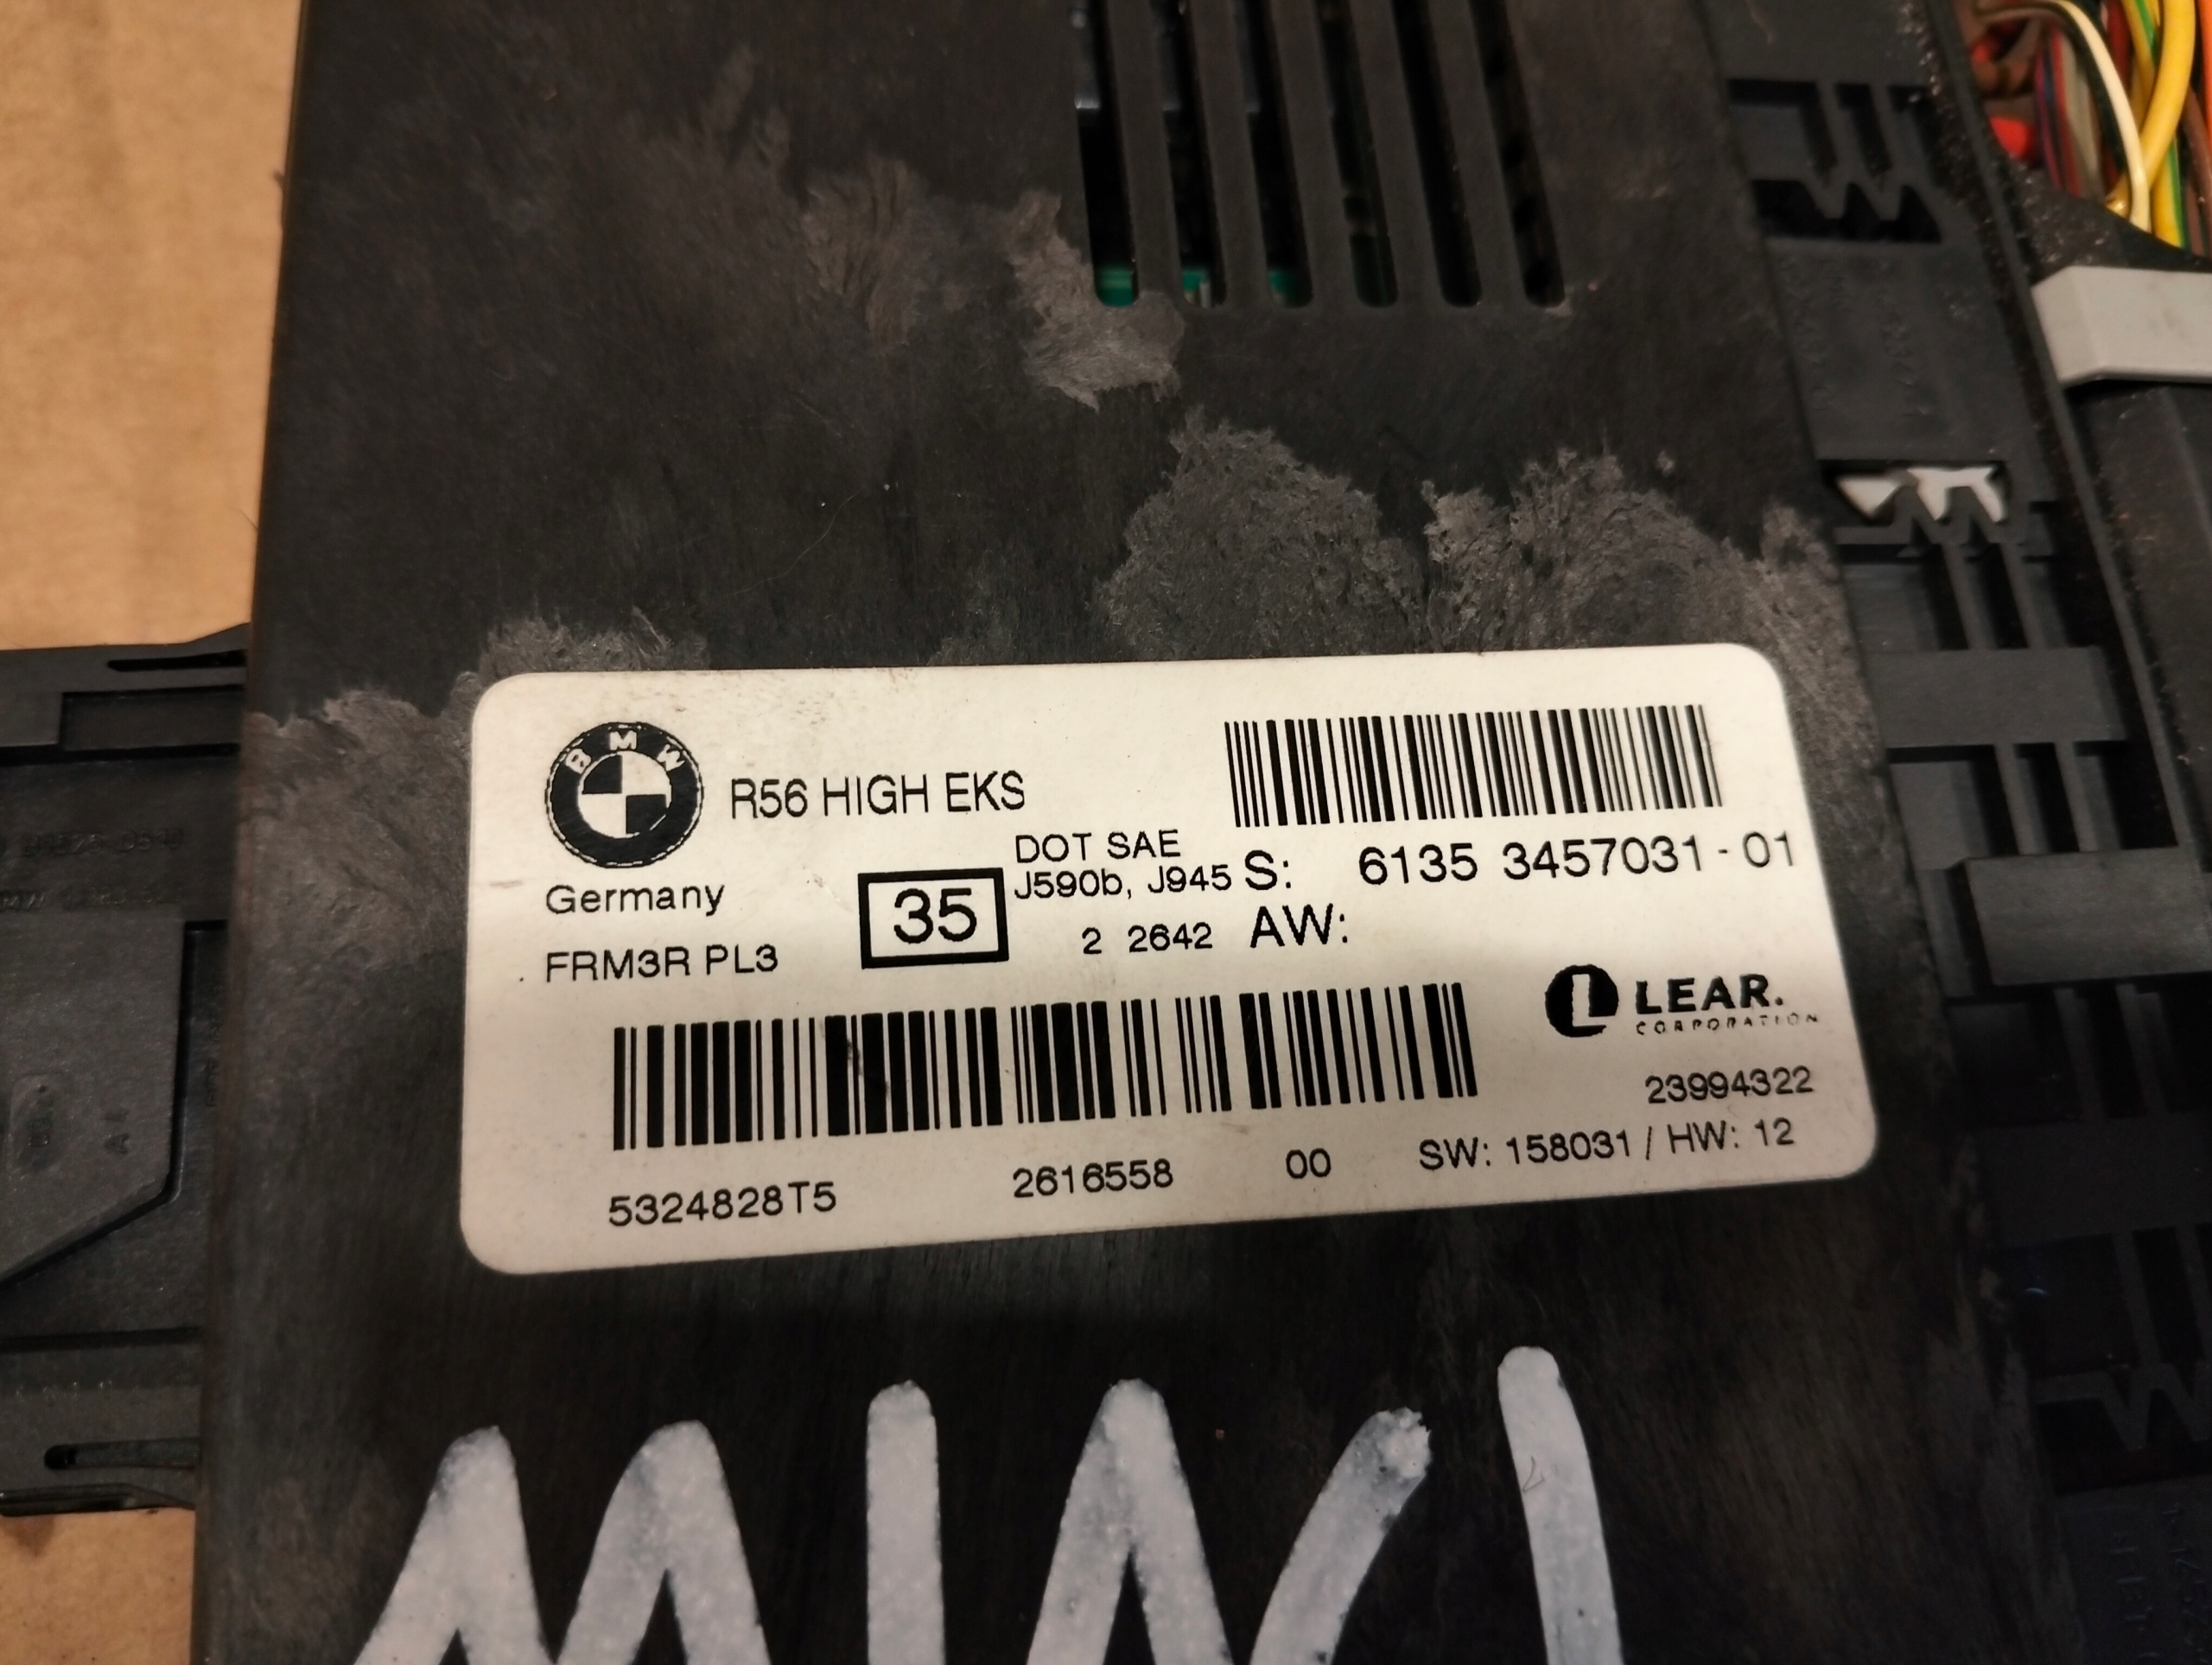 BMW
R56 HIGH EKS
Germany
FRM3R PL3
35
DOT SAE
J590b, J945
2 2642
S: 6135 3457031-01
AW:
LEAR.
CORPORATION
23994322
SW: 158031 / HW: 12
5324828T5 2616558 00
MINI